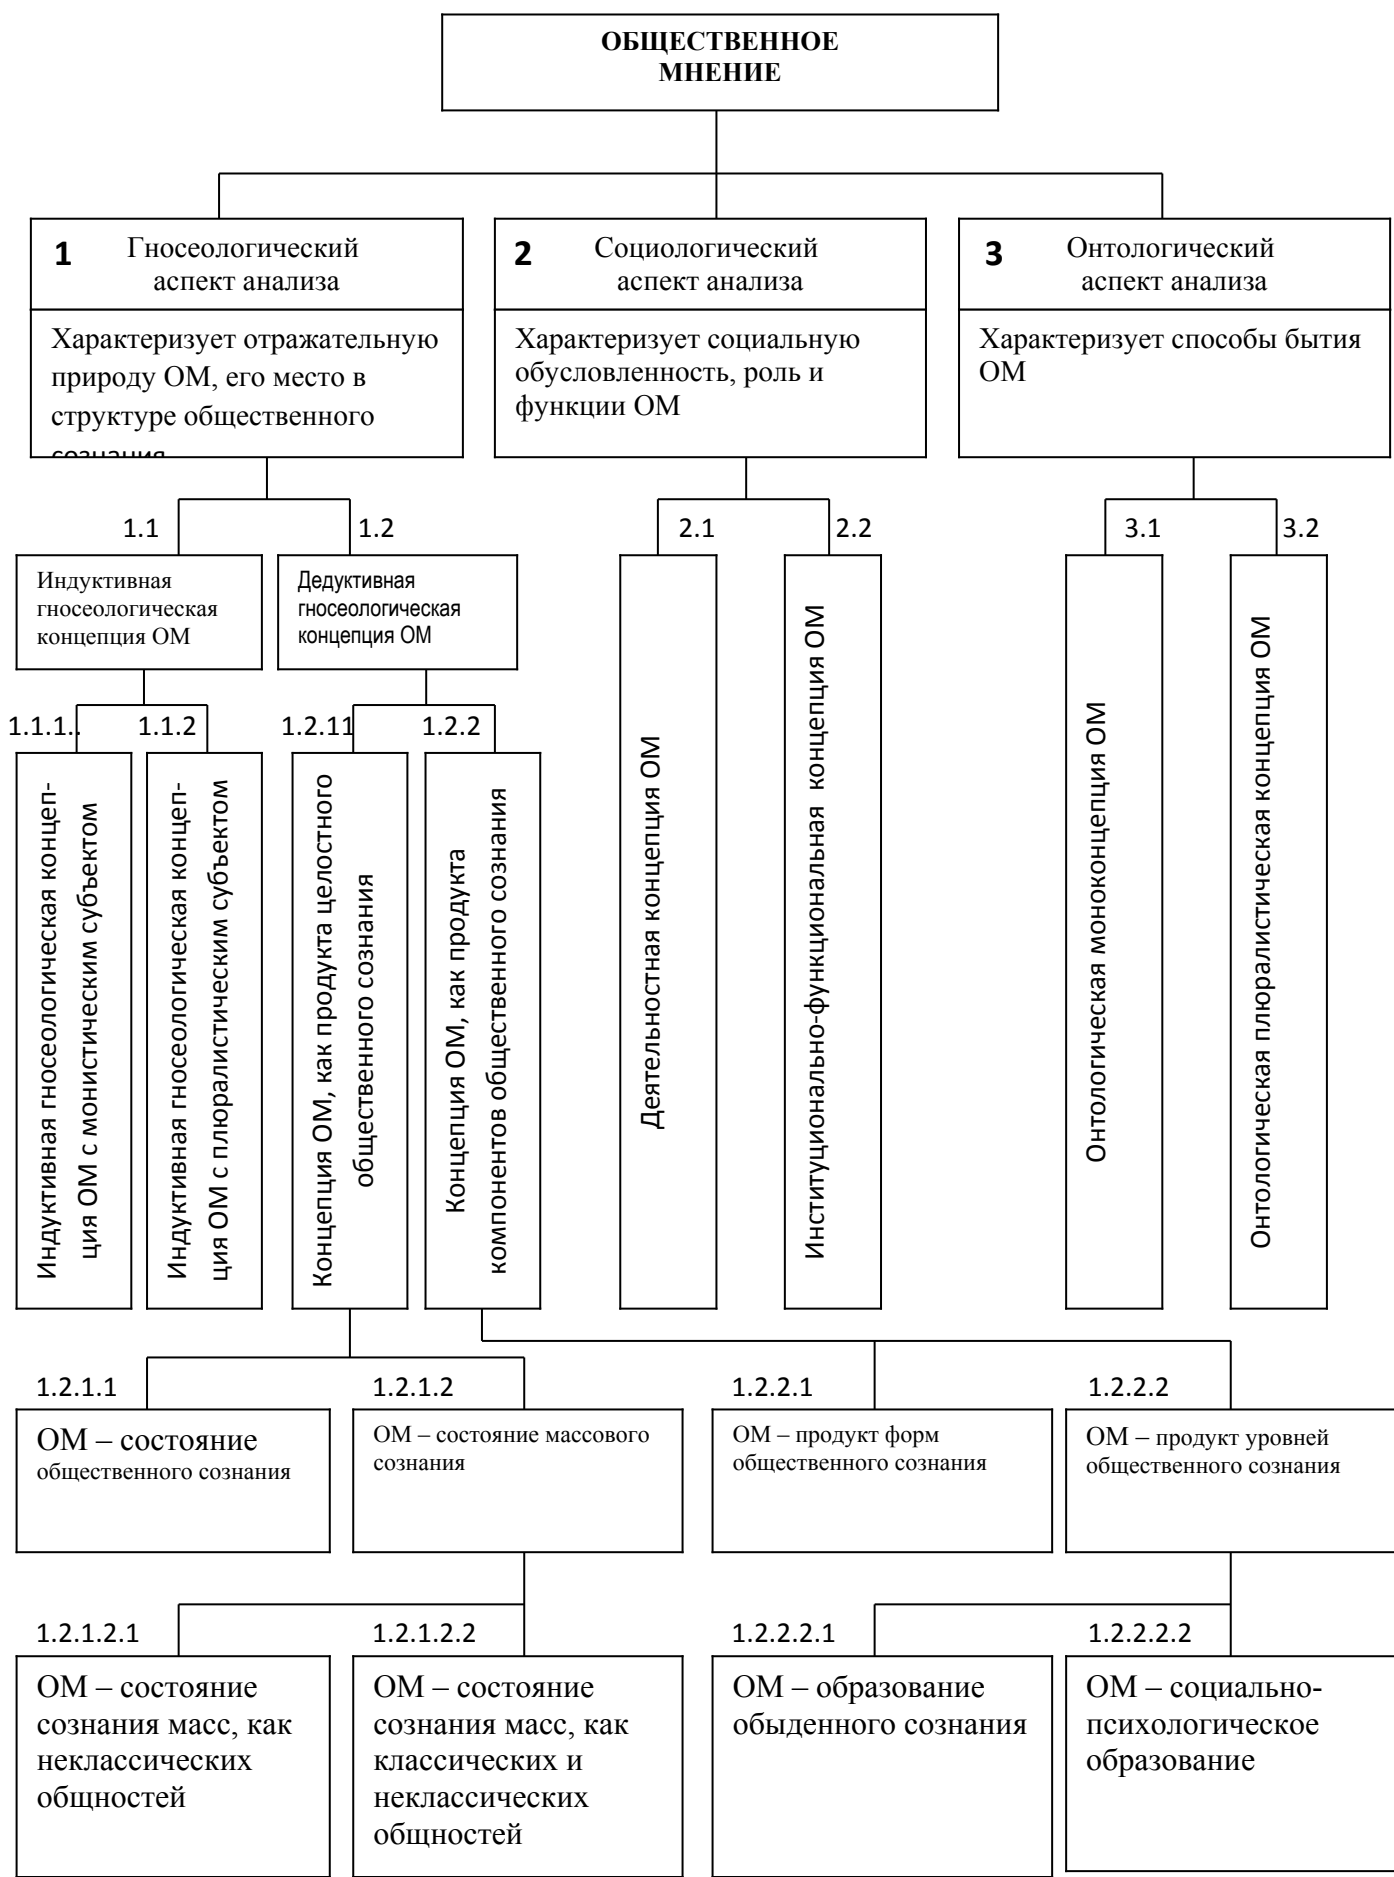 ОБЩЕСТВЕННОЕ
МНЕНИЕ
1 Гносеологический
аспект анализа
Характеризует отражательную
природу ОМ, его место в
структуре общественного
сознания
2 Социологический
аспект анализа
Характеризует социальную
обусловленность, роль и
функции ОМ
3 Онтологический
аспект анализа
Характеризует способы бытия
ОМ
1.1
1.2
2.1
2.2
3.1
3.2
Индуктивная
гносеологическая
концепция ОМ
Дедуктивная
гносеологическая
концепция ОМ
1.1.1..
1.1.2
1.2.11
1.2.2
Индуктивная гносеологическая концеп-
ция ОМ с монистическим субъектом
Индуктивная гносеологическая концеп-
ция ОМ с плюралистическим субъектом
Концепция ОМ, как продукта целостного
общественного сознания
Концепция ОМ, как продукта
компонентов общественного сознания
Деятельностная концепция ОМ
Институционально-функциональная концепция ОМ
Онтологическая моноконцепция ОМ
Онтологическая плюралистическая концепция ОМ
1.2.1.1
1.2.1.2
1.2.2.1
1.2.2.2
ОМ – состояние
общественного сознания
ОМ – состояние массового
сознания
ОМ – продукт форм
общественного сознания
ОМ – продукт уровней
общественного сознания
1.2.1.2.1
1.2.1.2.2
1.2.2.2.1
1.2.2.2.2
ОМ – состояние
сознания масс, как
неклассических
общностей
ОМ – состояние
сознания масс, как
классических и
неклассических
общностей
ОМ – образование
обыденного сознания
ОМ – социально-
психологическое
образование